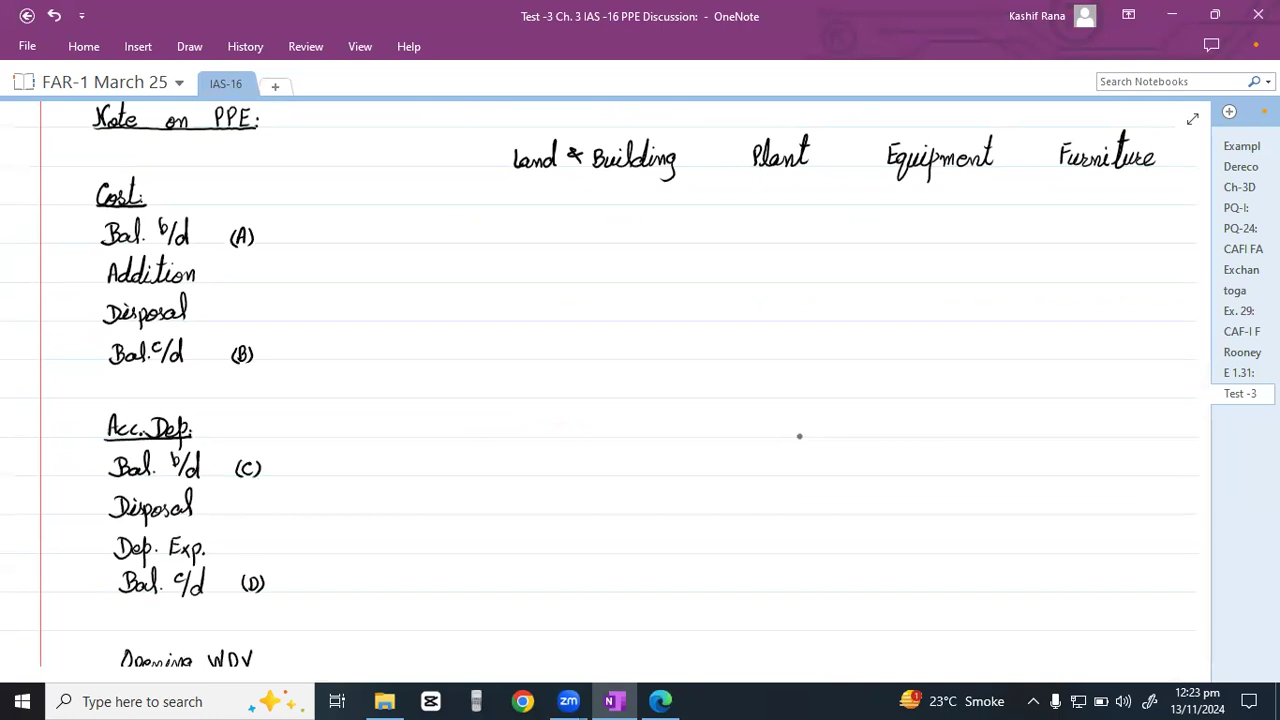 Test -3 Ch. 3 IAS -16 PPE Discussion: - OneNote
Kashif Rana
File Home Insert Draw History Review View Help
FAR-1 March 25 IAS-16
Search Notebooks
Note on PPE:
Land & Building Plant Equipment Furniture
Cost:
Bal. b/d (A)
Addition
Disposal
Bal. c/d (B)
Acc. Dep.
Bal. b/d (C)
Disposal
Dep. Exp.
Bal. c/d (D)
Opening WDV
Exampl
Dereco
Ch-3D
PQ-I:
PQ-24:
CAFI FA
Exchan
toga
Ex. 29:
CAF-I F
Rooney
E 1.31:
Test -3
Type here to search
zm
N
1
23°C Smoke
12:23 pm
13/11/2024